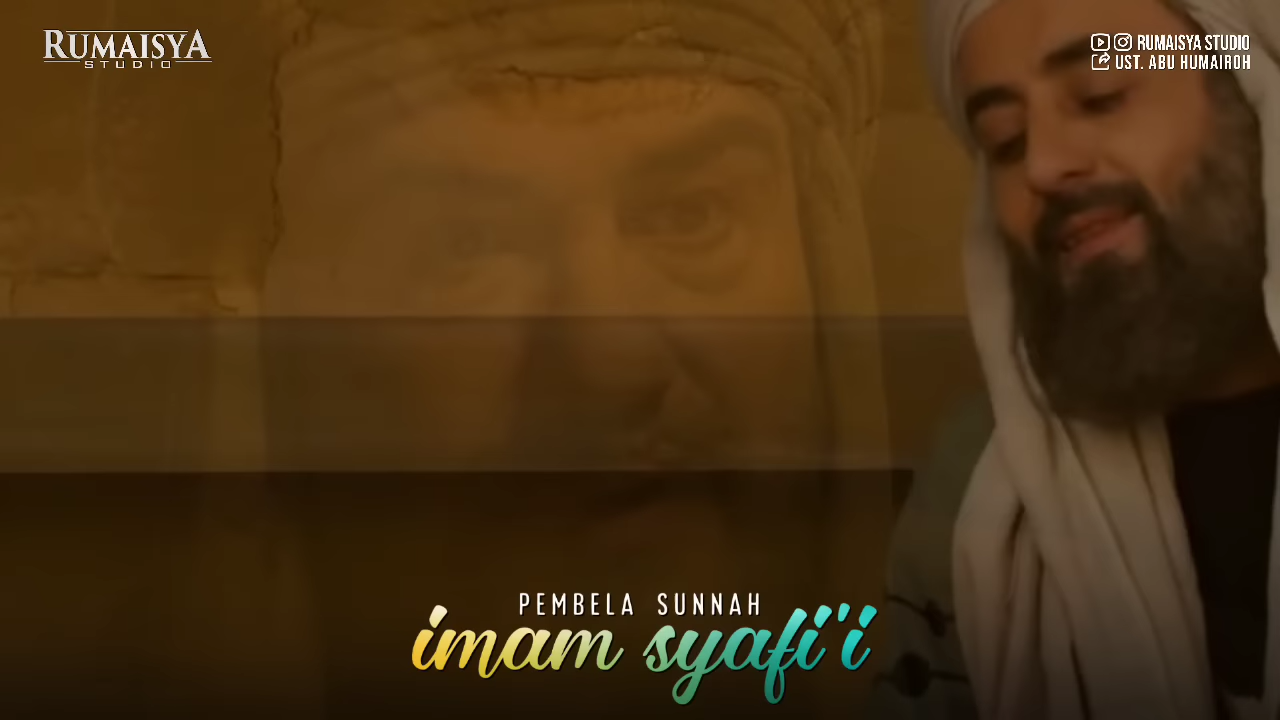 RUMAISYA
STUDIO
RUMAISYA STUDIO
UST. ABU HUMAIROH
PEMBELA SUNNAH
imam syafi'i